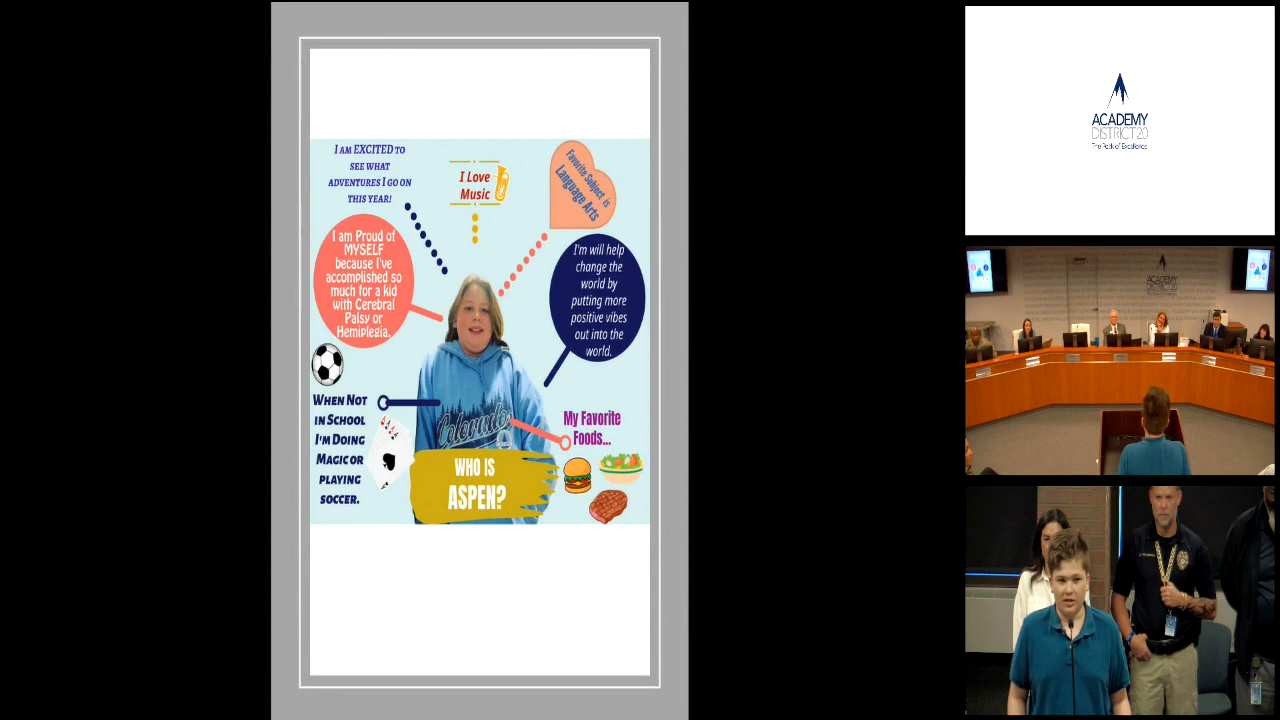 I AM EXCITED TO
SEE WHAT
ADVENTURES I GO ON
THIS YEAR!
I Love
Music
Favorite Subject is
Language Arts
I am Proud of
MYSELF
because I've
accomplished so
much for a kid
with Cerebral
Palsy or
Hemiplegia.
I'm will help
change the
world by
putting more
positive vibes
out into the
world.
WHEN NOT
IN SCHOOL
I'M DOING
MAGIC OR
PLAYING
SOCCER.
Colorado
My Favorite
Foods...
WHO IS
ASPEN?
ACADEMY
DISTRICT 20
The Peak of Excellence
ACADEMY
DISTRICT 20